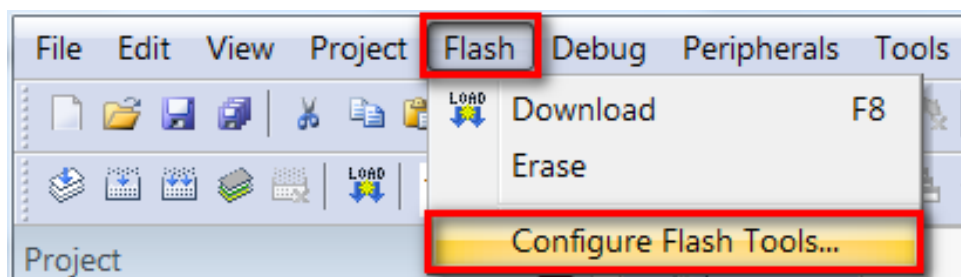 File Edit View Project Flash Debug Peripherals Tools
LOAD Download F8
Erase
LOAD
Configure Flash Tools...
Project